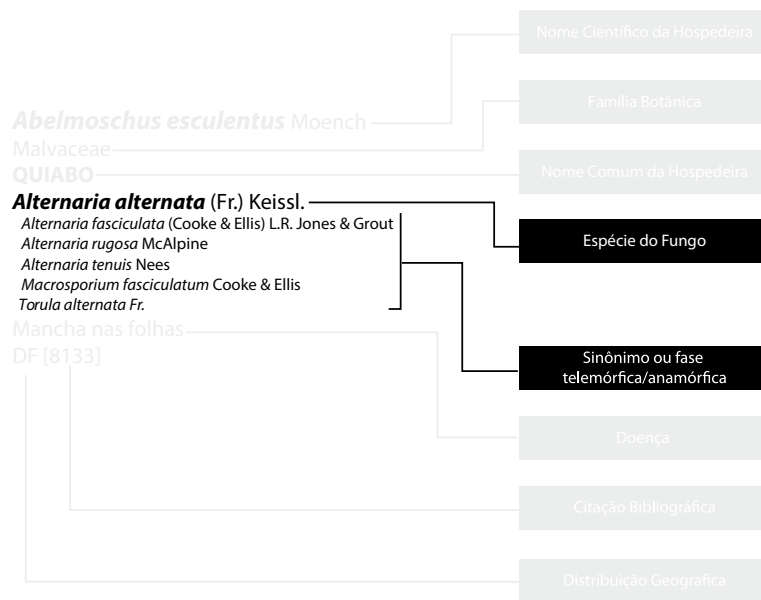 Nome Científico da Hospedeira
Família Botânica
Abelmoschus esculentus Moench
Malvaceae
QUIABO
Nome Comum da Hospedeira
Alternaria alternata (Fr.) Keissl.
Alternaria fasciculata (Cooke & Ellis) L.R. Jones & Grout
Alternaria rugosa McAlpine
Alternaria tenuis Nees
Macrosporium fasciculatum Cooke & Ellis
Torula alternata Fr.
Espécie do Fungo
Mancha nas folhas
DF [8133]
Sinônimo ou fase
telemórfica/anamórfica
Doença
Citação Bibliográfica
Distribuição Geografica